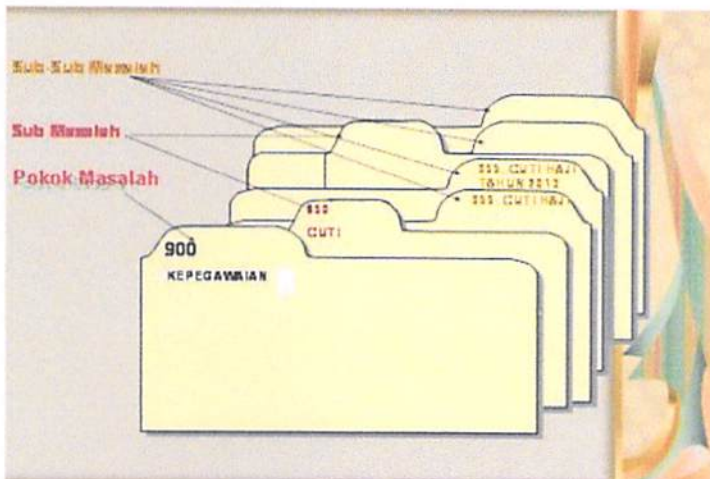 Sub-Sub Masalah
Sub Masalah
Pokok Masalah
CUTI HAJI
TAHUN 2012
CUTI HAJI
CUTI
900
KEPEGAWAIAN